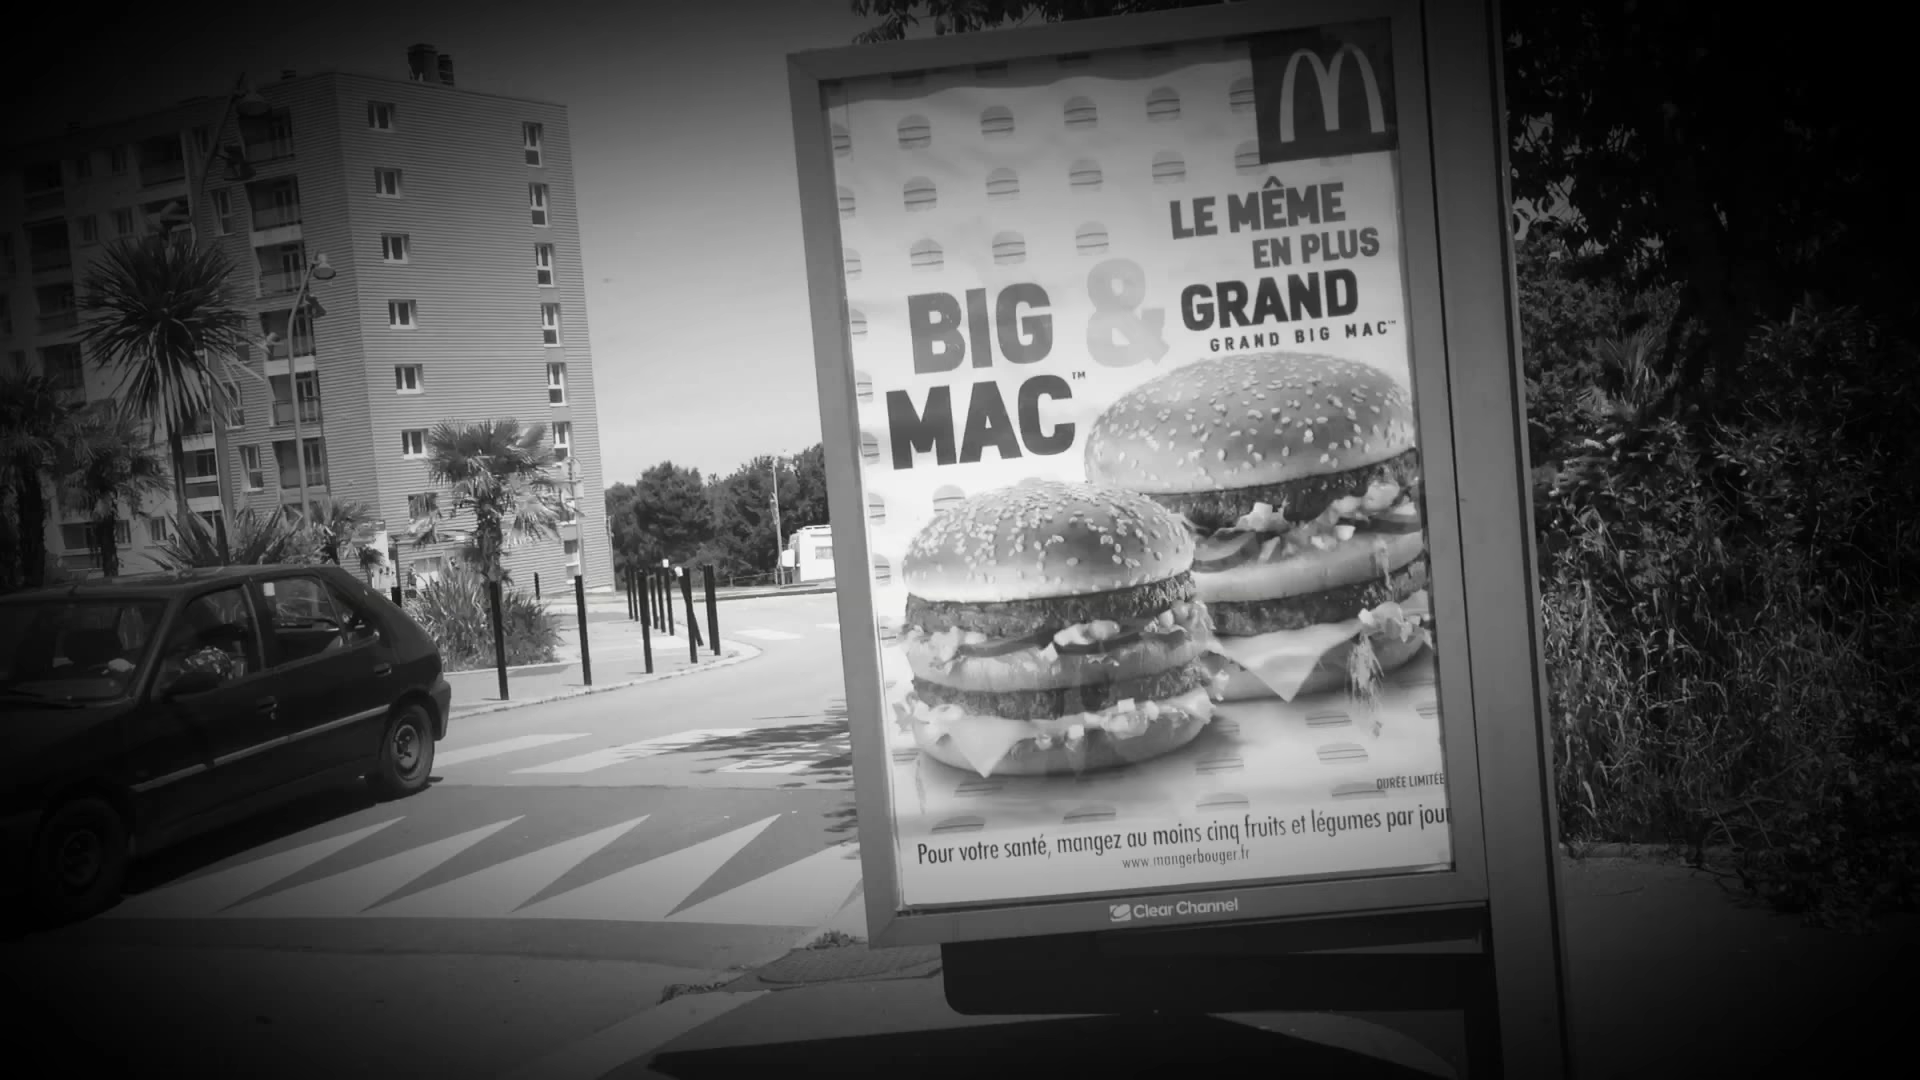 M
LE MÊME
EN PLUS
GRAND
GRAND BIG MAC™
BIG &
MAC™
DURÉE LIMITÉE
Pour votre santé, mangez au moins cinq fruits et légumes par jour
www.mangerbouger.fr
Clear Channel